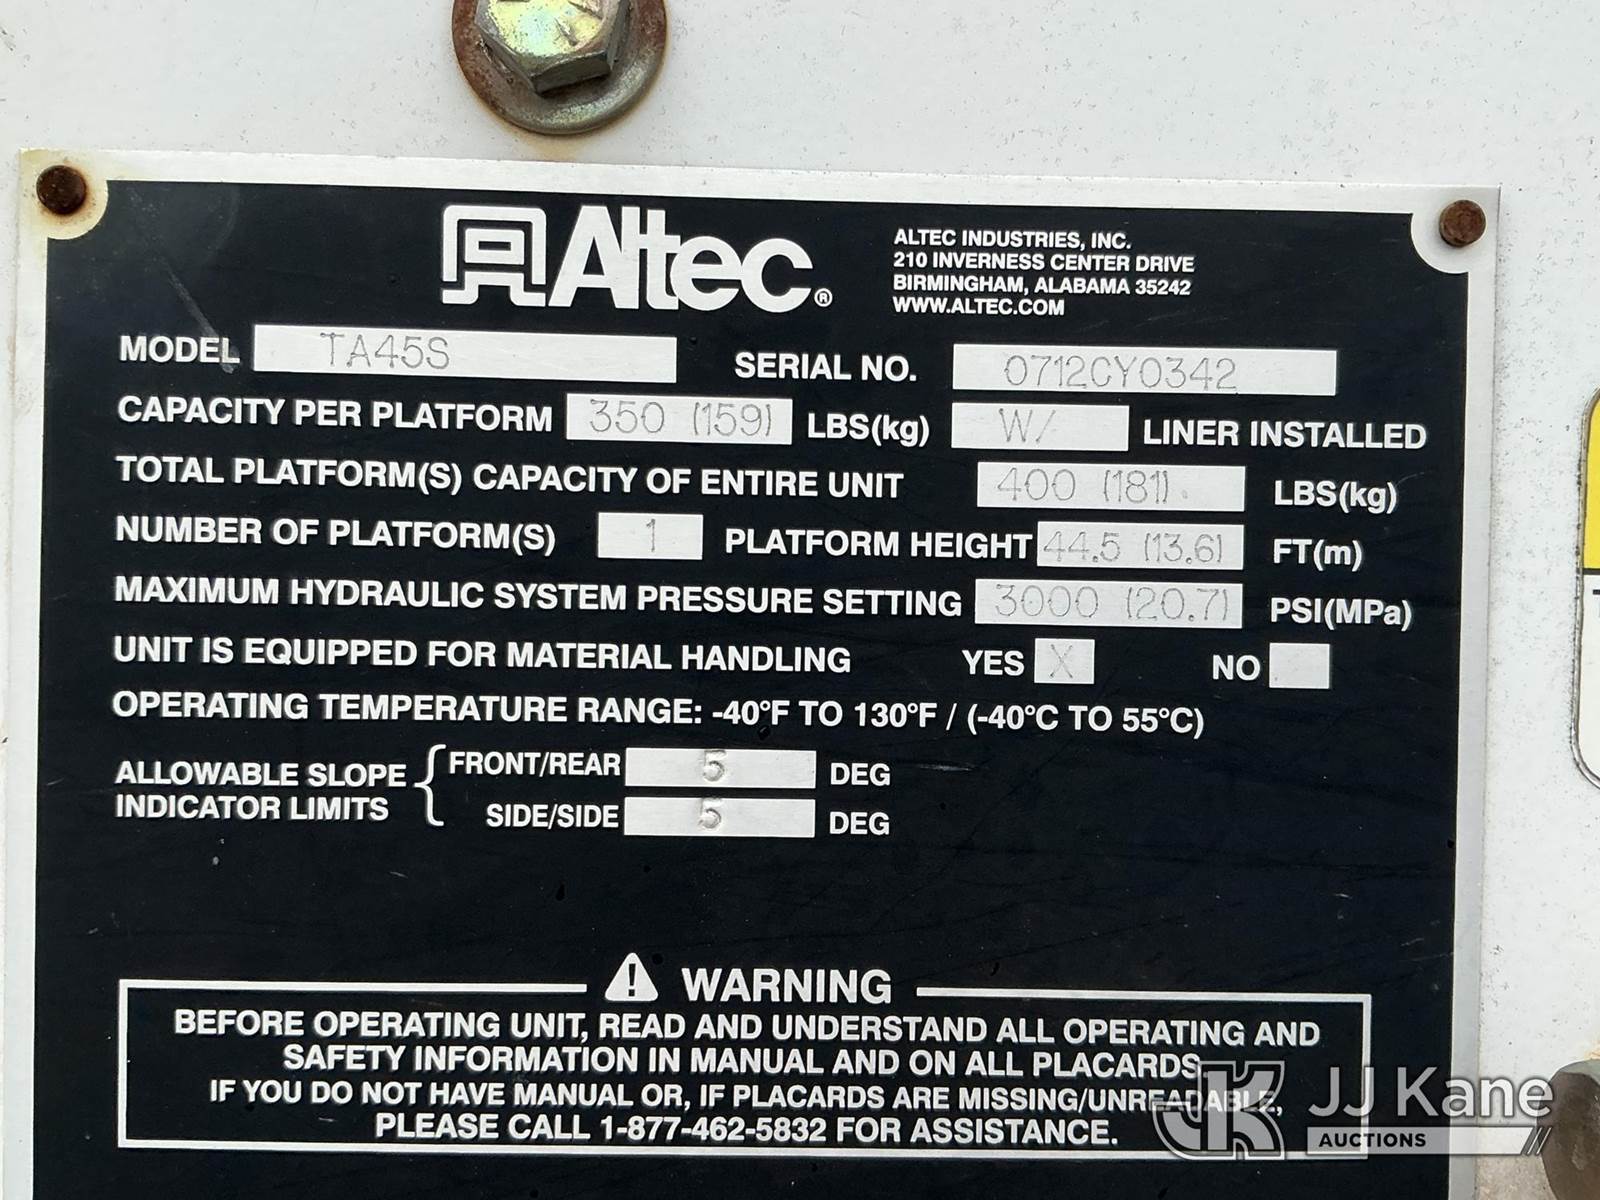 Altec®
ALTEC INDUSTRIES, INC.
210 INVERNESS CENTER DRIVE
BIRMINGHAM, ALABAMA 35242
WWW.ALTEC.COM
MODEL TA45S SERIAL NO. 0712CY0342
CAPACITY PER PLATFORM 350 (159) LBS(kg) W/ LINER INSTALLED
TOTAL PLATFORM(S) CAPACITY OF ENTIRE UNIT 400 (181) LBS(kg)
NUMBER OF PLATFORM(S) 1 PLATFORM HEIGHT 44.5 (13.6) FT(m)
MAXIMUM HYDRAULIC SYSTEM PRESSURE SETTING 3000 (20.7) PSI(MPa)
UNIT IS EQUIPPED FOR MATERIAL HANDLING YES X NO
OPERATING TEMPERATURE RANGE: -40°F TO 130°F / (-40°C TO 55°C)
ALLOWABLE SLOPE INDICATOR LIMITS { FRONT/REAR 5 DEG
SIDE/SIDE 5 DEG
WARNING
BEFORE OPERATING UNIT, READ AND UNDERSTAND ALL OPERATING AND
SAFETY INFORMATION IN MANUAL AND ON ALL PLACARDS.
IF YOU DO NOT HAVE MANUAL OR, IF PLACARDS ARE MISSING/UNREADABLE,
PLEASE CALL 1-877-462-5832 FOR ASSISTANCE.
JK JJ Kane
AUCTIONS